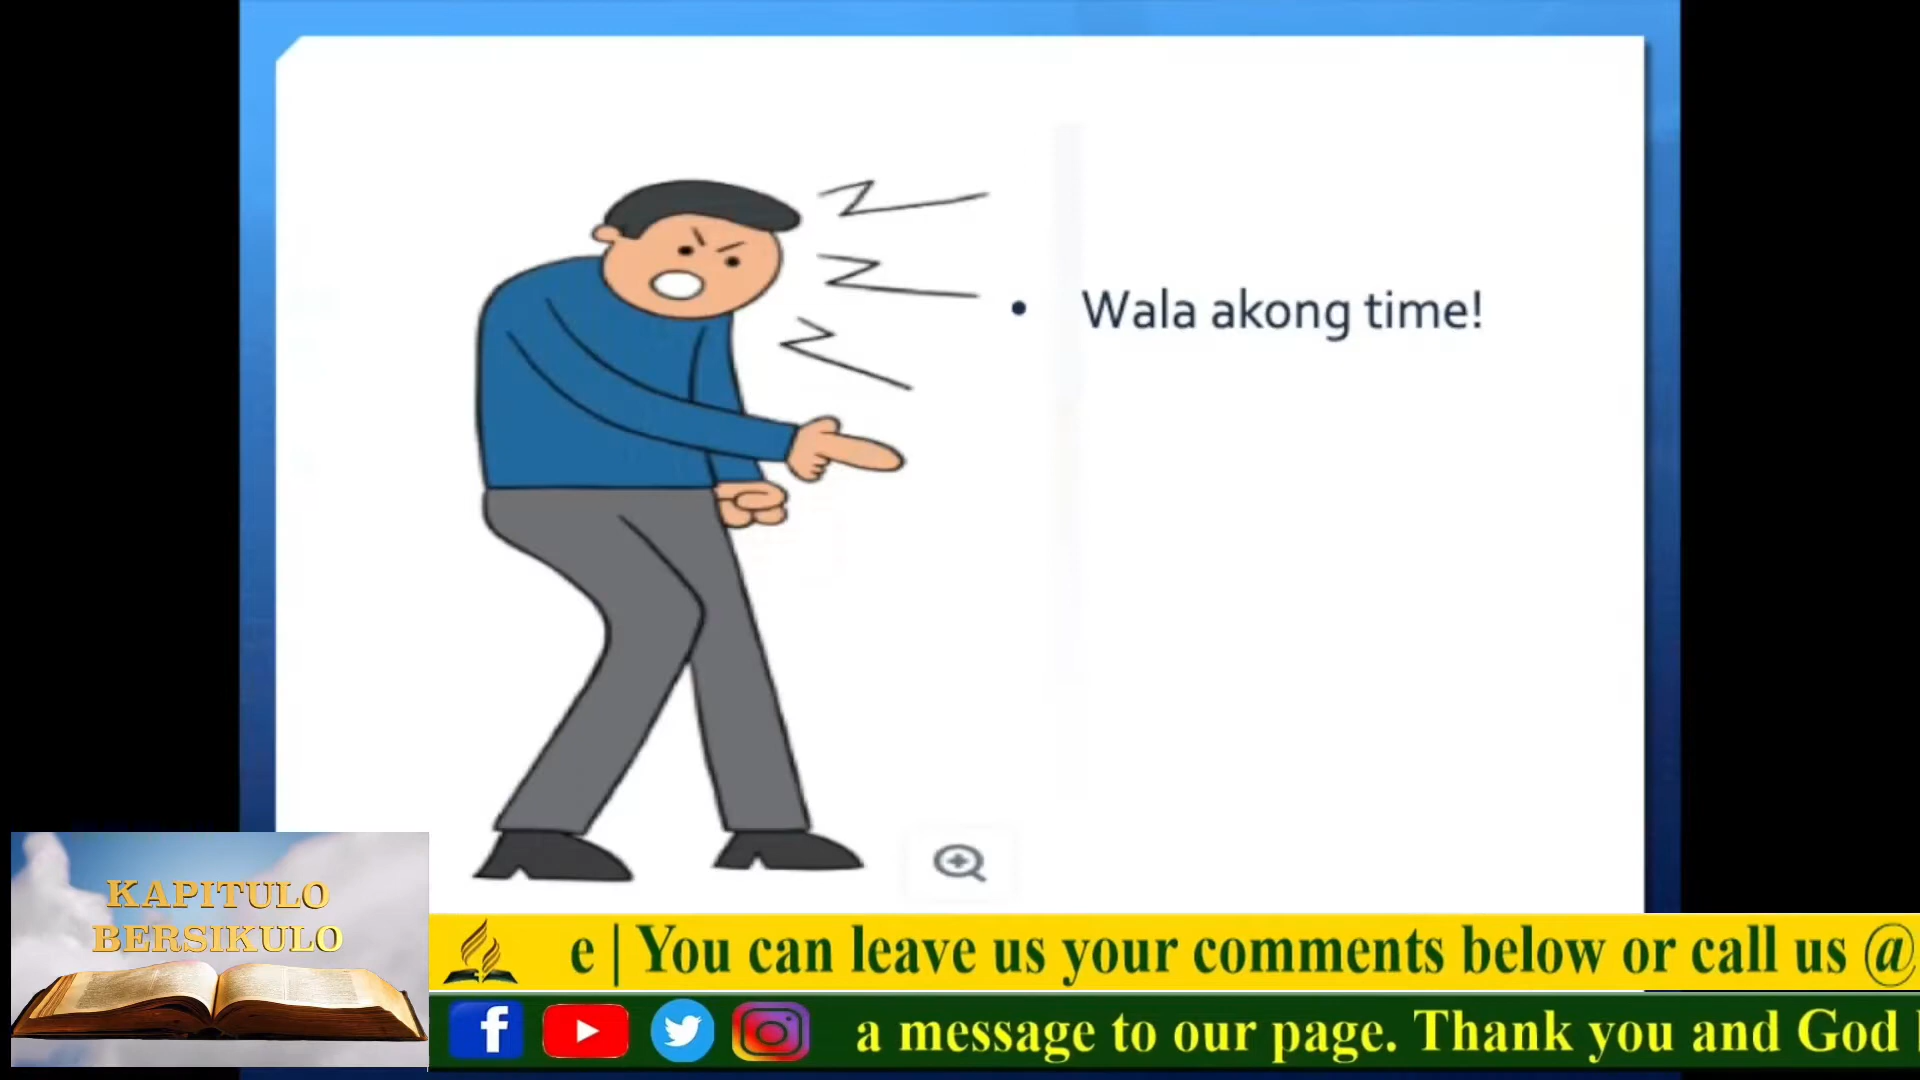 • Wala akong time!
KAPITULO
BERSIKULO
e | You can leave us your comments below or call us @
a message to our page. Thank you and God